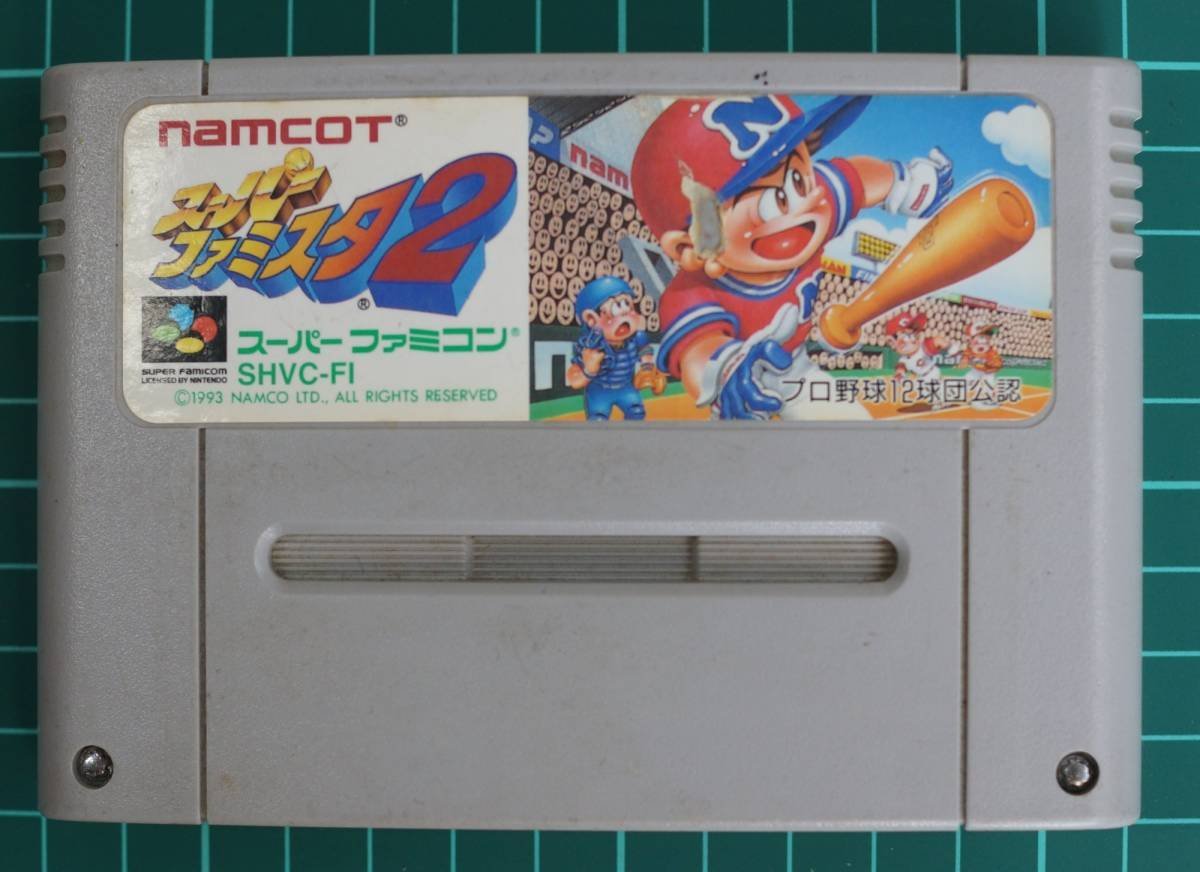 namcoT®
スーパー
ファミスタ2®
スーパーファミコン®
SUPER FAMICOM
LICENSED BY NINTENDO
SHVC-FI
©1993 NAMCO LTD., ALL RIGHTS RESERVED
nam
N
プロ野球12球団公認